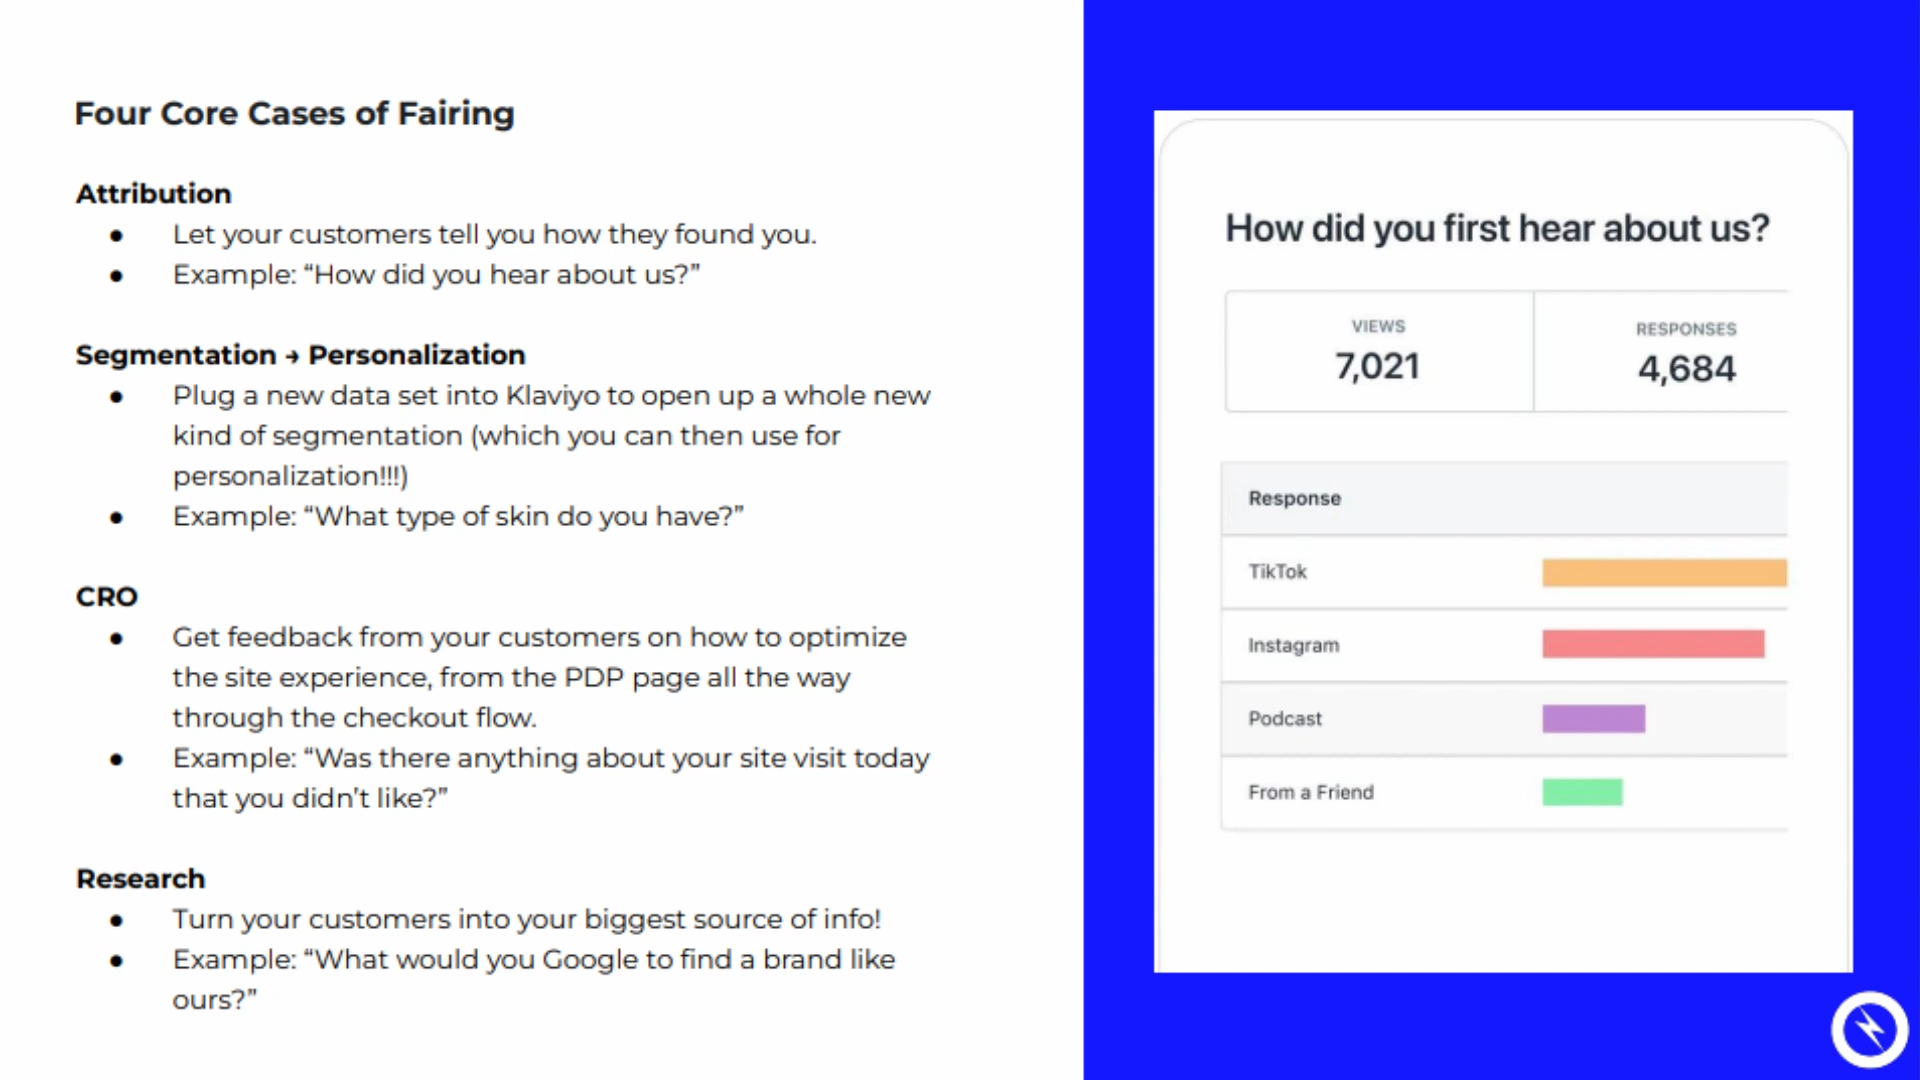 Four Core Cases of Fairing
Attribution
● Let your customers tell you how they found you.
● Example: “How did you hear about us?”
Segmentation → Personalization
● Plug a new data set into Klaviyo to open up a whole new
kind of segmentation (which you can then use for
personalization!!!)
● Example: “What type of skin do you have?”
CRO
● Get feedback from your customers on how to optimize
the site experience, from the PDP page all the way
through the checkout flow.
● Example: “Was there anything about your site visit today
that you didn’t like?”
Research
● Turn your customers into your biggest source of info!
● Example: “What would you Google to find a brand like
ours?”
How did you first hear about us?
VIEWS
7,021
RESPONSES
4,684
Response
TikTok
Instagram
Podcast
From a Friend